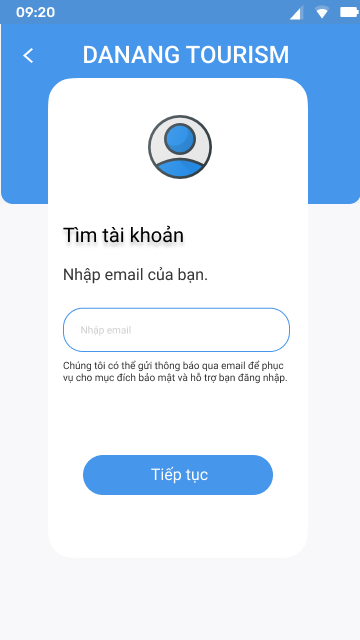 09:20
DANANG TOURISM
Tìm tài khoản
Nhập email của bạn.
Nhập email
Chúng tôi có thể gửi thông báo qua email để phục
vụ cho mục đích bảo mật và hỗ trợ bạn đăng nhập.
Tiếp tục